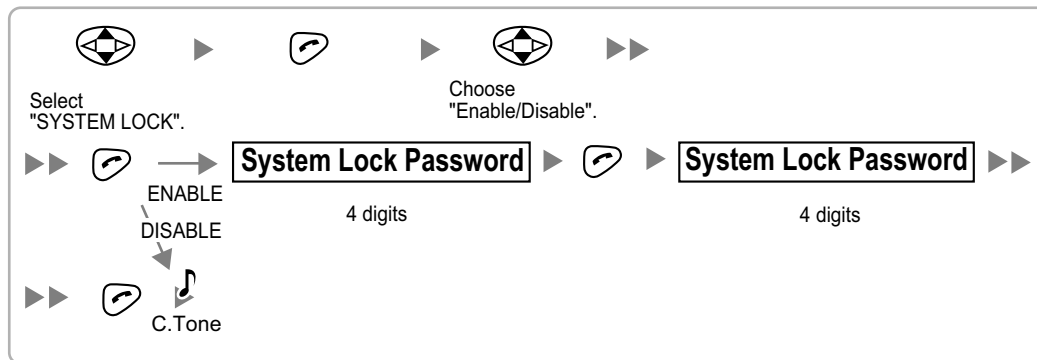 Select
"SYSTEM LOCK".
Choose
"Enable/Disable".
ENABLE
System Lock Password
System Lock Password
4 digits
4 digits
DISABLE
C.Tone